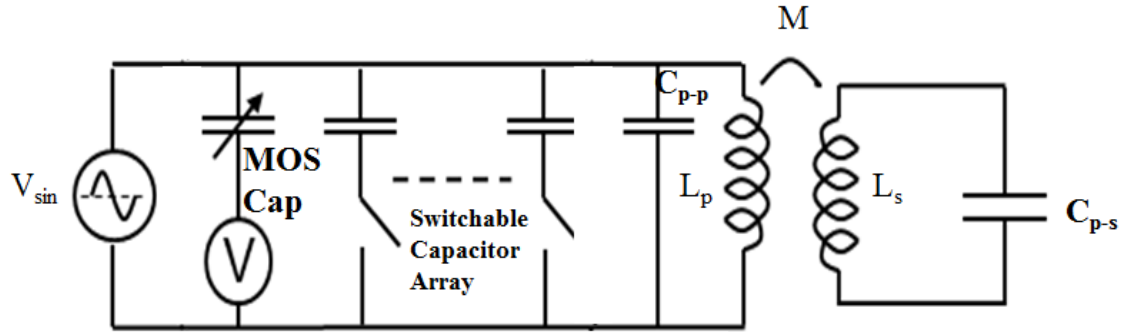 M
C_p-p
V_sin
MOS
Cap
V
Switchable
Capacitor
Array
L_p
L_s
C_p-s